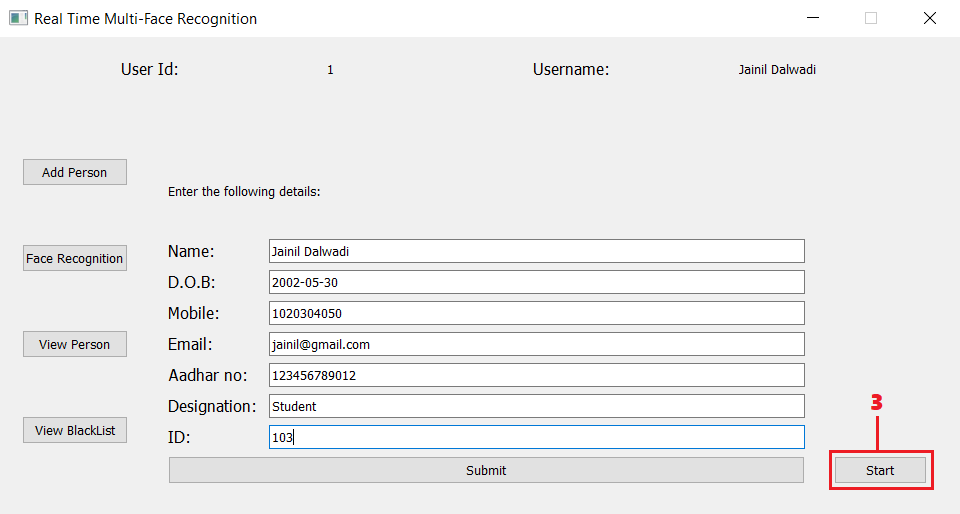 Real Time Multi-Face Recognition
User Id: 1 Username: Jainil Dalwadi
Add Person
Enter the following details:
Face Recognition
Name: Jainil Dalwadi
D.O.B: 2002-05-30
Mobile: 1020304050
View Person
Email: jainil@gmail.com
Aadhar no: 123456789012
Designation: Student
3
View BlackList
ID: 103
Submit
Start